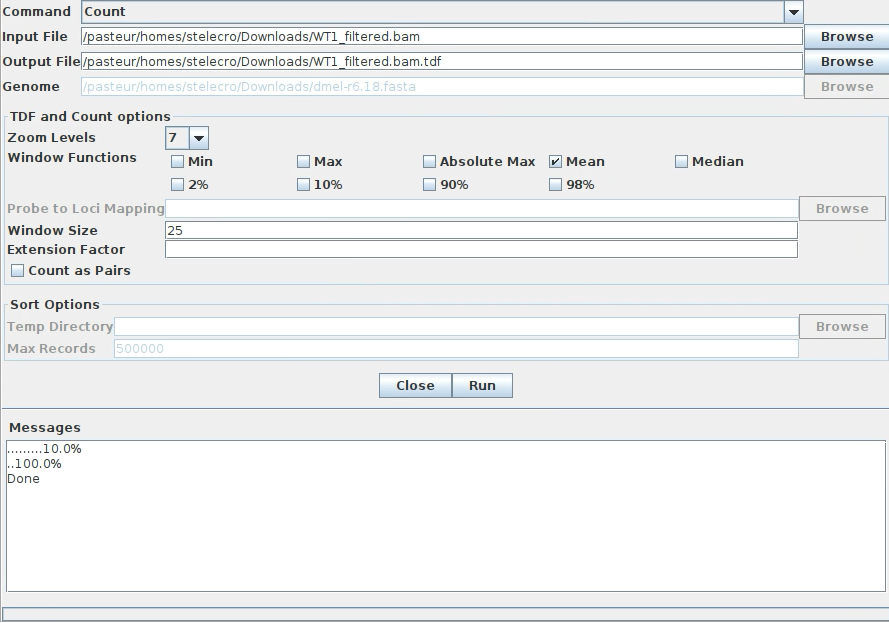 Command Count
Input File /pasteur/homes/stelecro/Downloads/WT1_filtered.bam Browse
Output File /pasteur/homes/stelecro/Downloads/WT1_filtered.bam.tdf Browse
Genome /pasteur/homes/stelecro/Downloads/dmel-r6.18.fasta Browse
TDF and Count options
Zoom Levels 7
Window Functions Min Max Absolute Max Mean Median
2% 10% 90% 98%
Probe to Loci Mapping Browse
Window Size 25
Extension Factor
Count as Pairs
Sort Options
Temp Directory Browse
Max Records 500000
Close Run
Messages
.........10.0%
..100.0%
Done